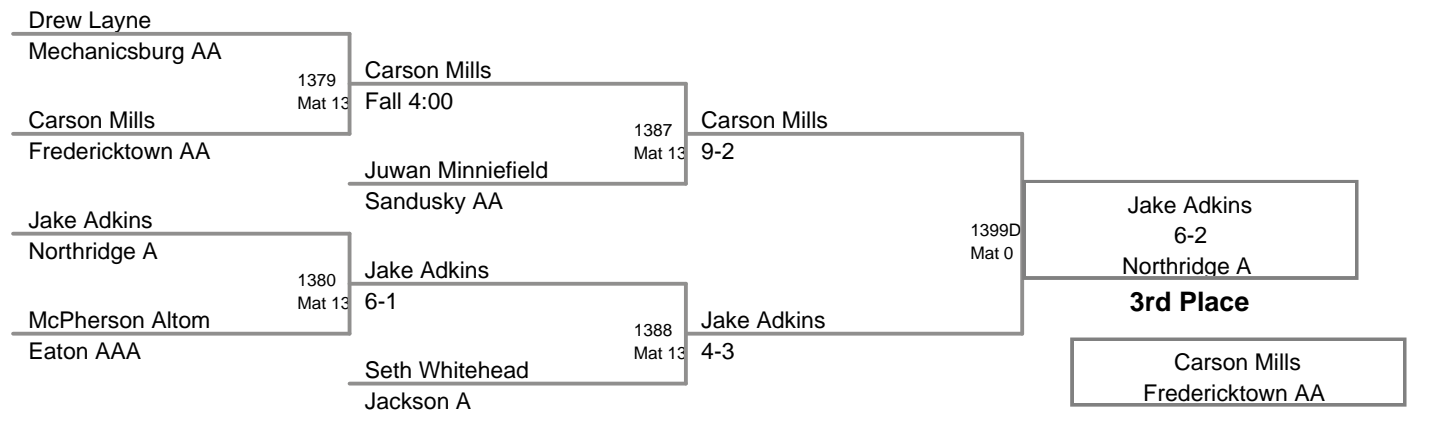 Drew Layne
Mechanicsburg AA
1379
Mat 13
Carson Mills
Fredericktown AA
Carson Mills
Fall 4:00
Juwan Minniefield
Sandusky AA
1387
Mat 13
Carson Mills
9-2
Jake Adkins
Northridge A
1380
Mat 13
McPherson Altom
Eaton AAA
Jake Adkins
6-1
Seth Whitehead
Jackson A
1388
Mat 13
Jake Adkins
4-3
1399D
Mat 0
Jake Adkins
6-2
Northridge A
3rd Place
Carson Mills
Fredericktown AA